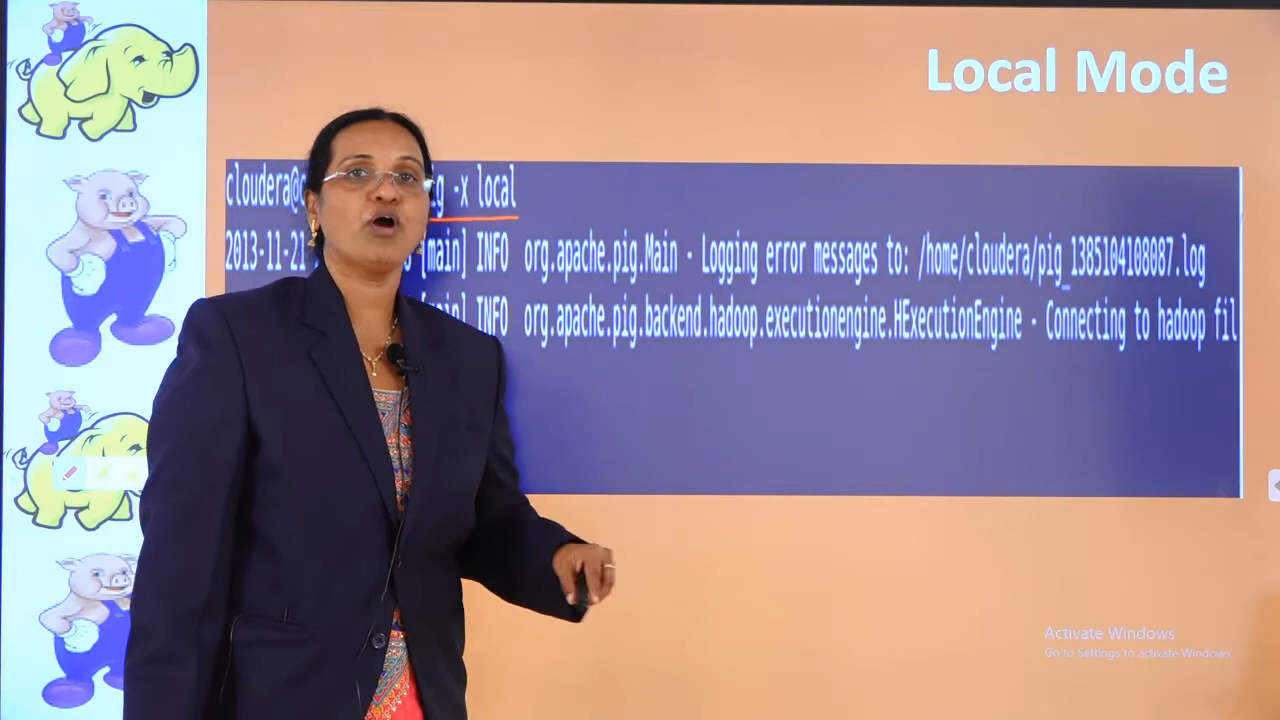 Local Mode
cloudera@ -x local
2013-11-21 [main] INFO org.apache.pig.Main - Logging error messages to: /home/cloudera/pig_1385104108087.log
INFO org.apache.pig.backend.hadoop.executionengine.HExecutionEngine - Connecting to hadoop fil
Activate Windows
Go to Settings to activate Windows.